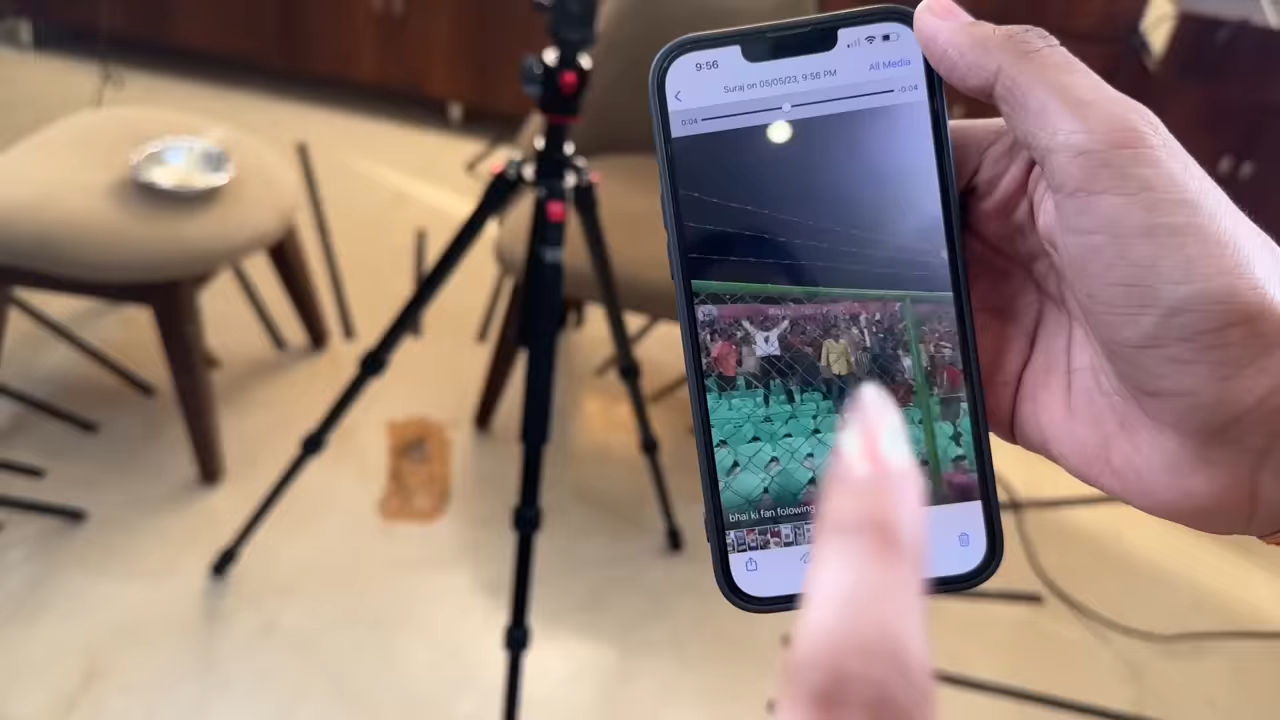 9:56
Suraj on 05/05/23, 9:56 PM
All Media
0:04
-0:04
bhai ki fan folowing